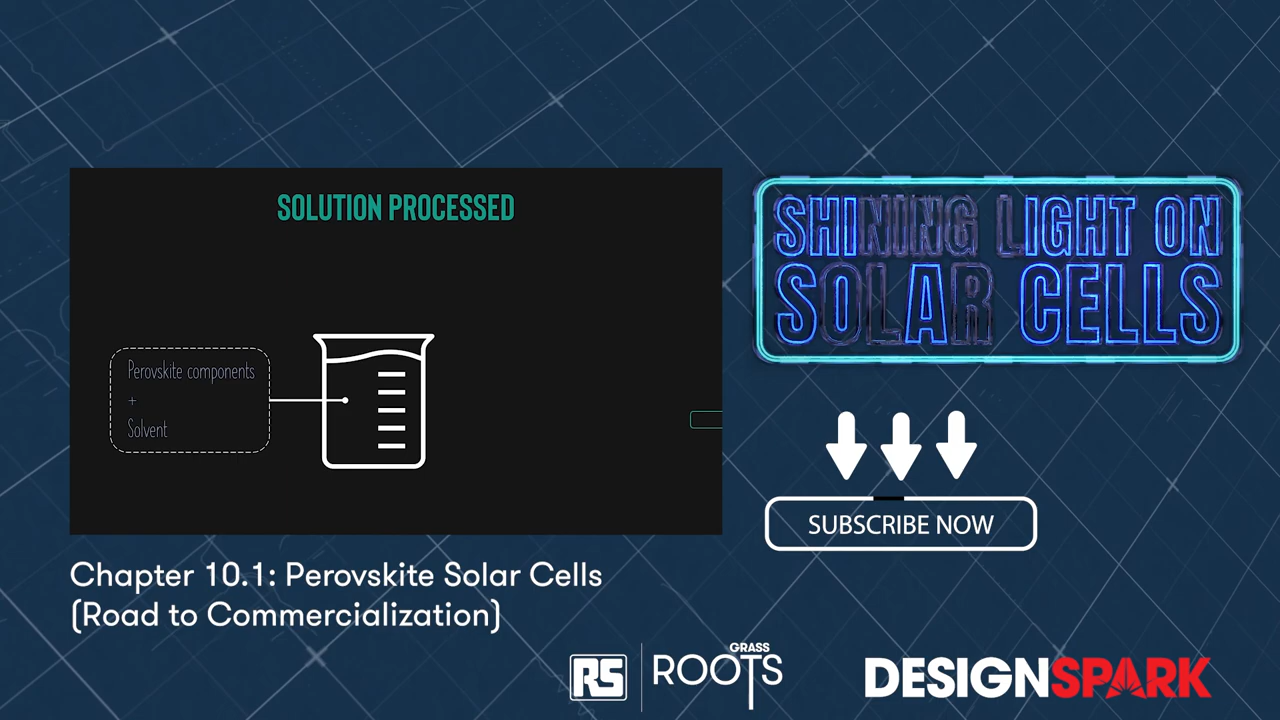 SOLUTION PROCESSED
Perovskite components
+
Solvent
SHINING LIGHT ON
SOLAR CELLS
SUBSCRIBE NOW
Chapter 10.1: Perovskite Solar Cells
(Road to Commercialization)
RS
GRASS
ROOTS
DESIGNSPARK